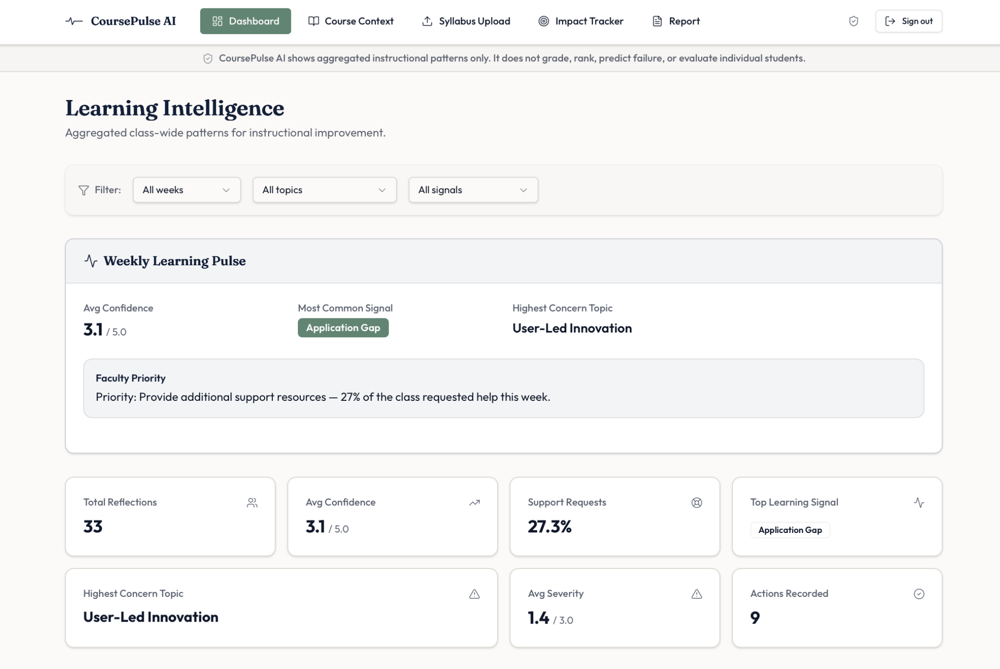 CoursePulse AI
Dashboard
Course Context
Syllabus Upload
Impact Tracker
Report
Sign out
CoursePulse AI shows aggregated instructional patterns only. It does not grade, rank, predict failure, or evaluate individual students.
Learning Intelligence
Aggregated class-wide patterns for instructional improvement.
Filter:
All weeks
All topics
All signals
Weekly Learning Pulse
Avg Confidence
3.1 / 5.0
Most Common Signal
Application Gap
Highest Concern Topic
User-Led Innovation
Faculty Priority
Priority: Provide additional support resources — 27% of the class requested help this week.
Total Reflections
33
Avg Confidence
3.1 / 5.0
Support Requests
27.3%
Top Learning Signal
Application Gap
Highest Concern Topic
User-Led Innovation
Avg Severity
1.4 / 3.0
Actions Recorded
9